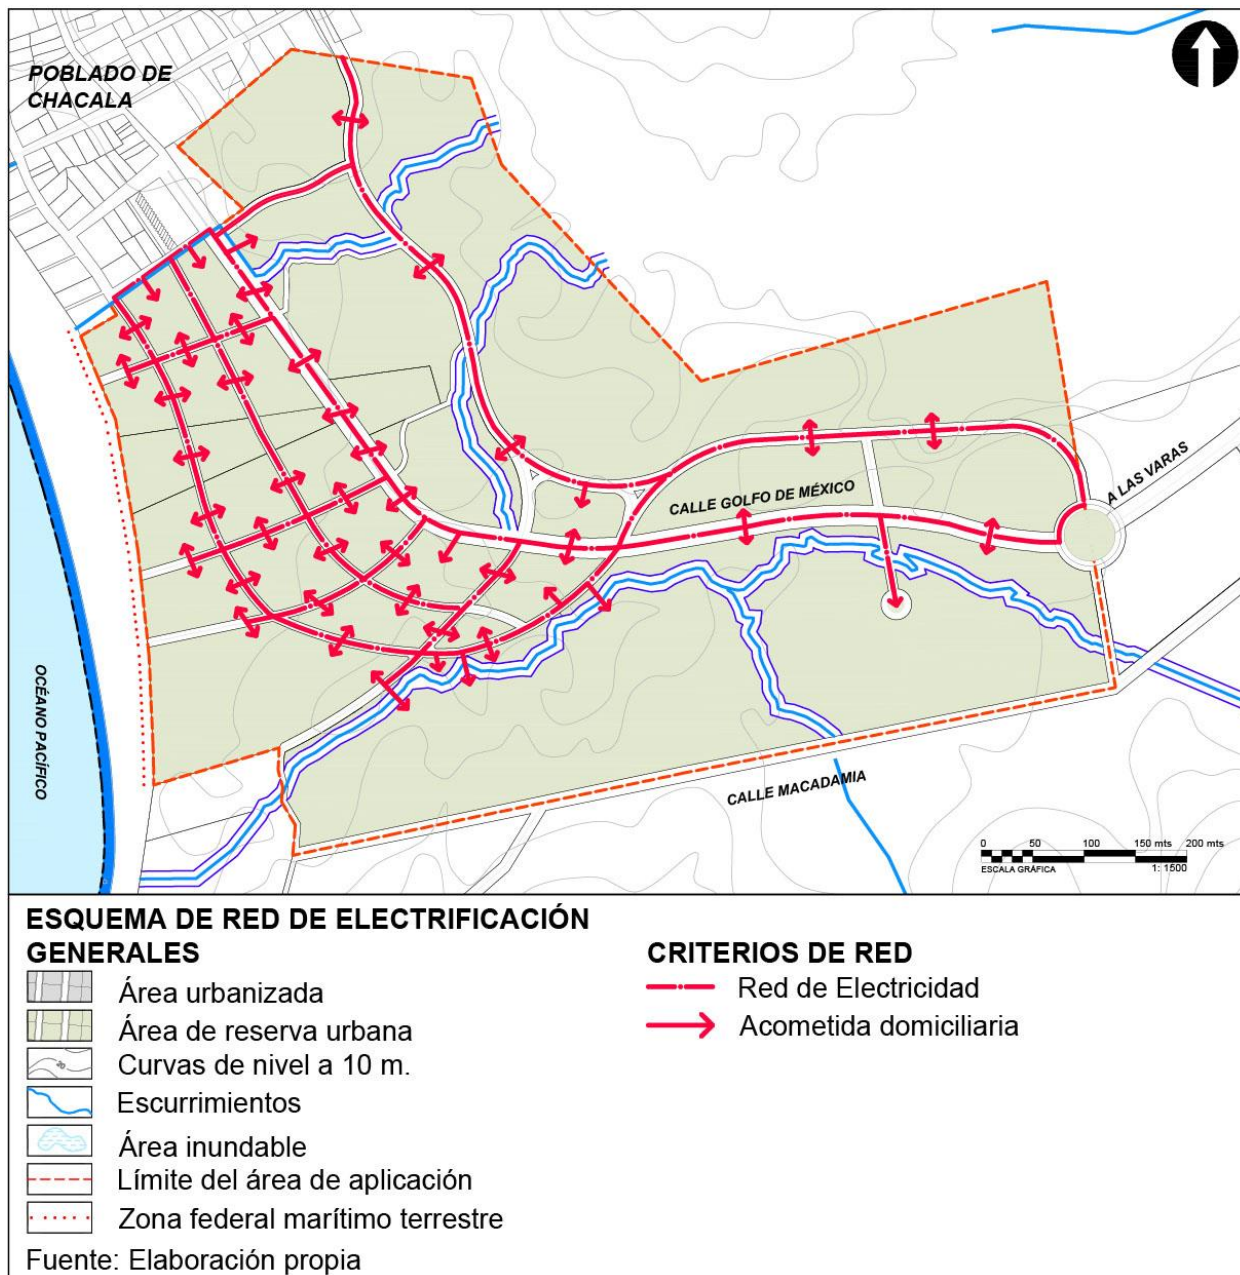 POBLADO DE
CHACALA
A LAS VARAS
CALLE GOLFO DE MÉXICO
OCÉANO PACÍFICO
CALLE MACADAMIA
0 50 100 150 mts 200 mts
ESCALA GRÁFICA 1: 1500
ESQUEMA DE RED DE ELECTRIFICACIÓN
GENERALES
Área urbanizada
Área de reserva urbana
20
Curvas de nivel a 10 m.
Escurrimientos
Área inundable
Límite del área de aplicación
Zona federal marítimo terrestre
Fuente: Elaboración propia
CRITERIOS DE RED
Red de Electricidad
Acometida domiciliaria